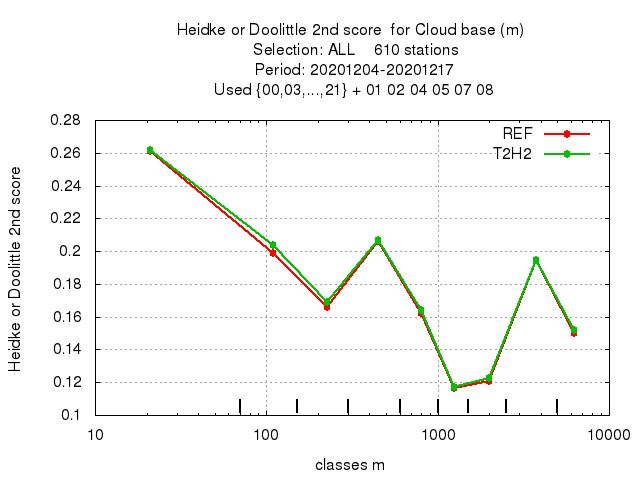 Heidke or Doolittle 2nd score  for Cloud base (m)
Selection: ALL    610 stations
Period: 20201204-20201217
Used {00,03,...,21} + 01 02 04 05 07 08
REF
T2H2
Heidke or Doolittle 2nd score
0.28
0.26
0.24
0.22
0.2
0.18
0.16
0.14
0.12
0.1
10
100
1000
10000
classes m